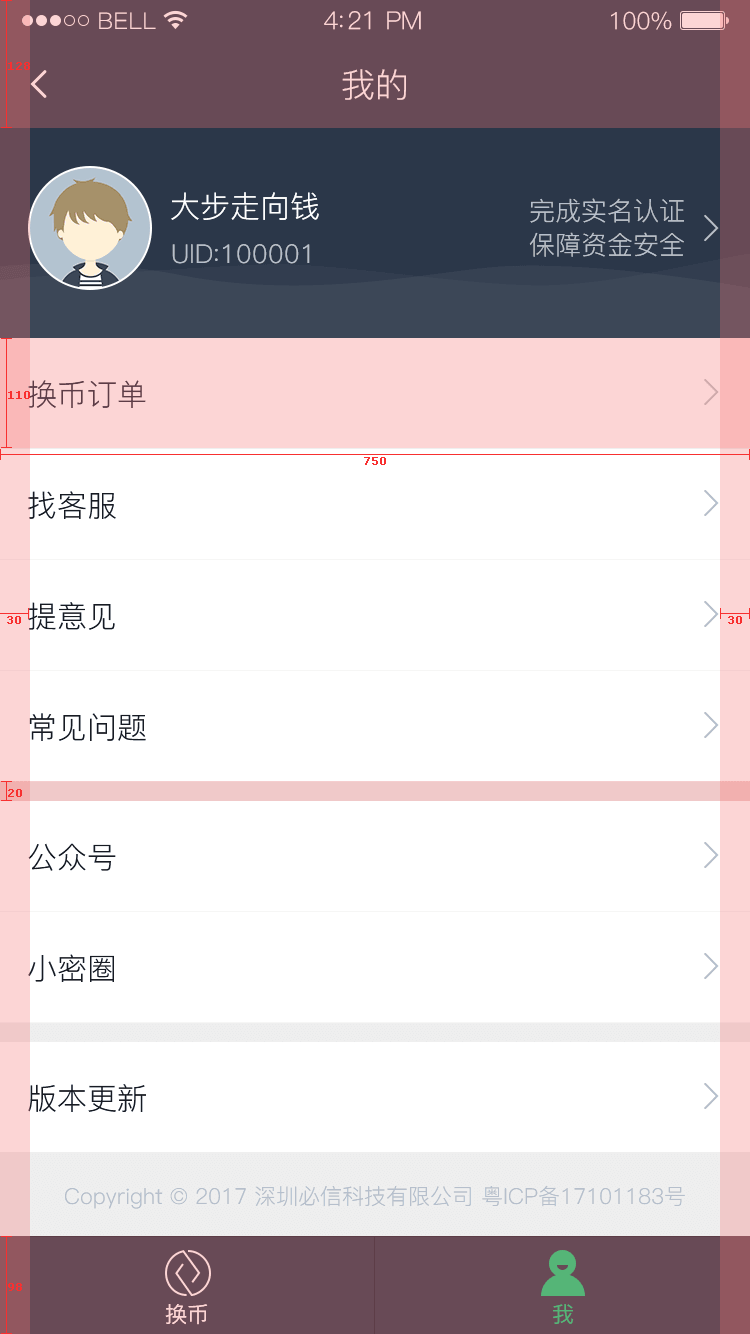 BELL 4:21 PM 100%
我的
大步走向钱
UID:100001
完成实名认证
保障资金安全
110
换币订单
750
找客服
30
提意见
30
常见问题
20
公众号
小密圈
版本更新
Copyright © 2017 深圳必信科技有限公司 粤ICP备17101183号
换币
我